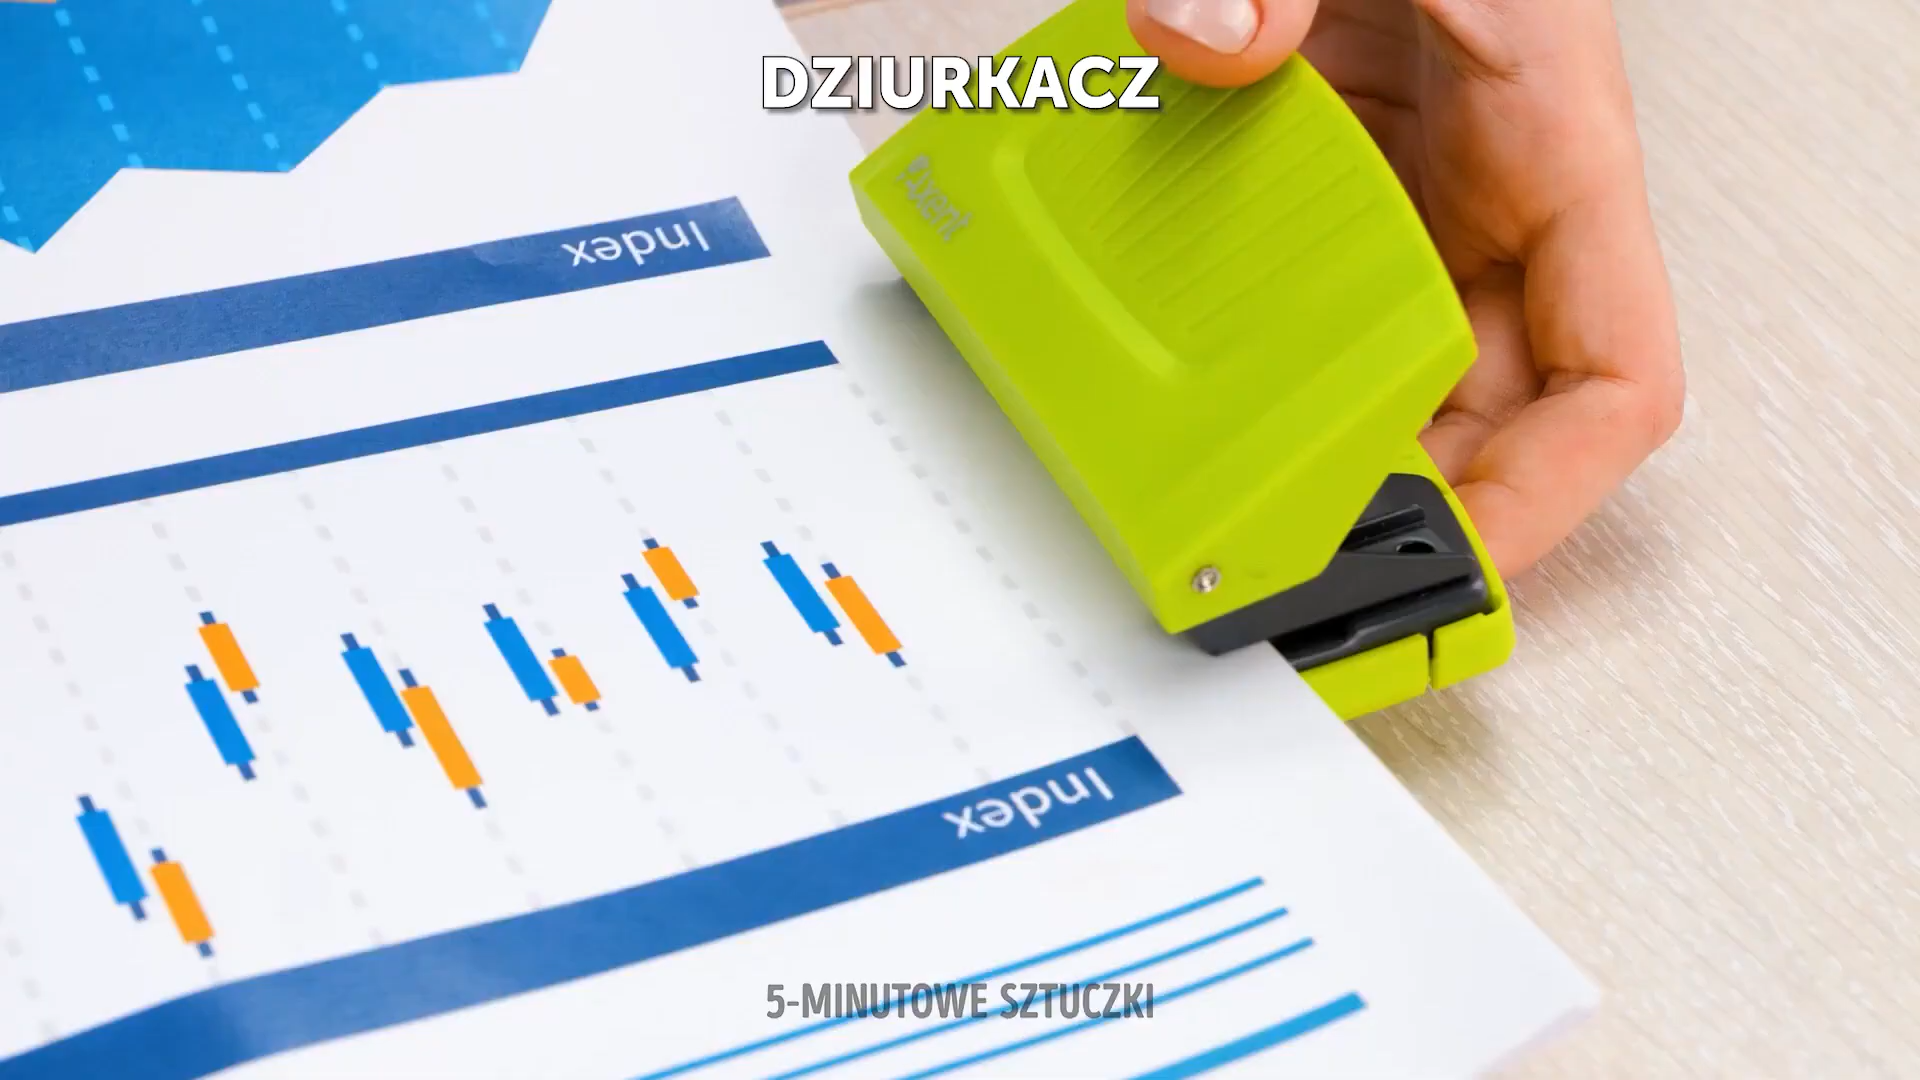 DZIURKACZ
Axent
Index
Index
5-MINUTOWE SZTUCZKI